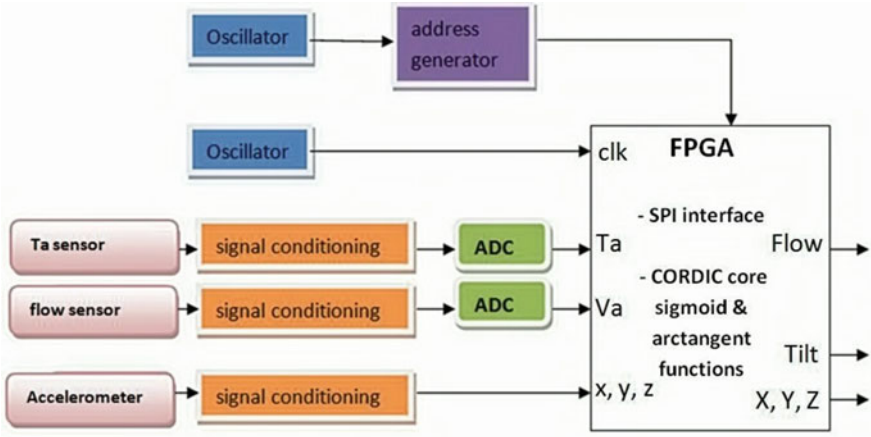 Oscillator
address
generator
Oscillator
clk
FPGA
Ta sensor
signal conditioning
ADC
Ta
- SPI interface
Flow
flow sensor
signal conditioning
ADC
Va
- CORDIC core
sigmoid &
arctangent
functions
Tilt
Accelerometer
signal conditioning
x, y, z
X, Y, Z